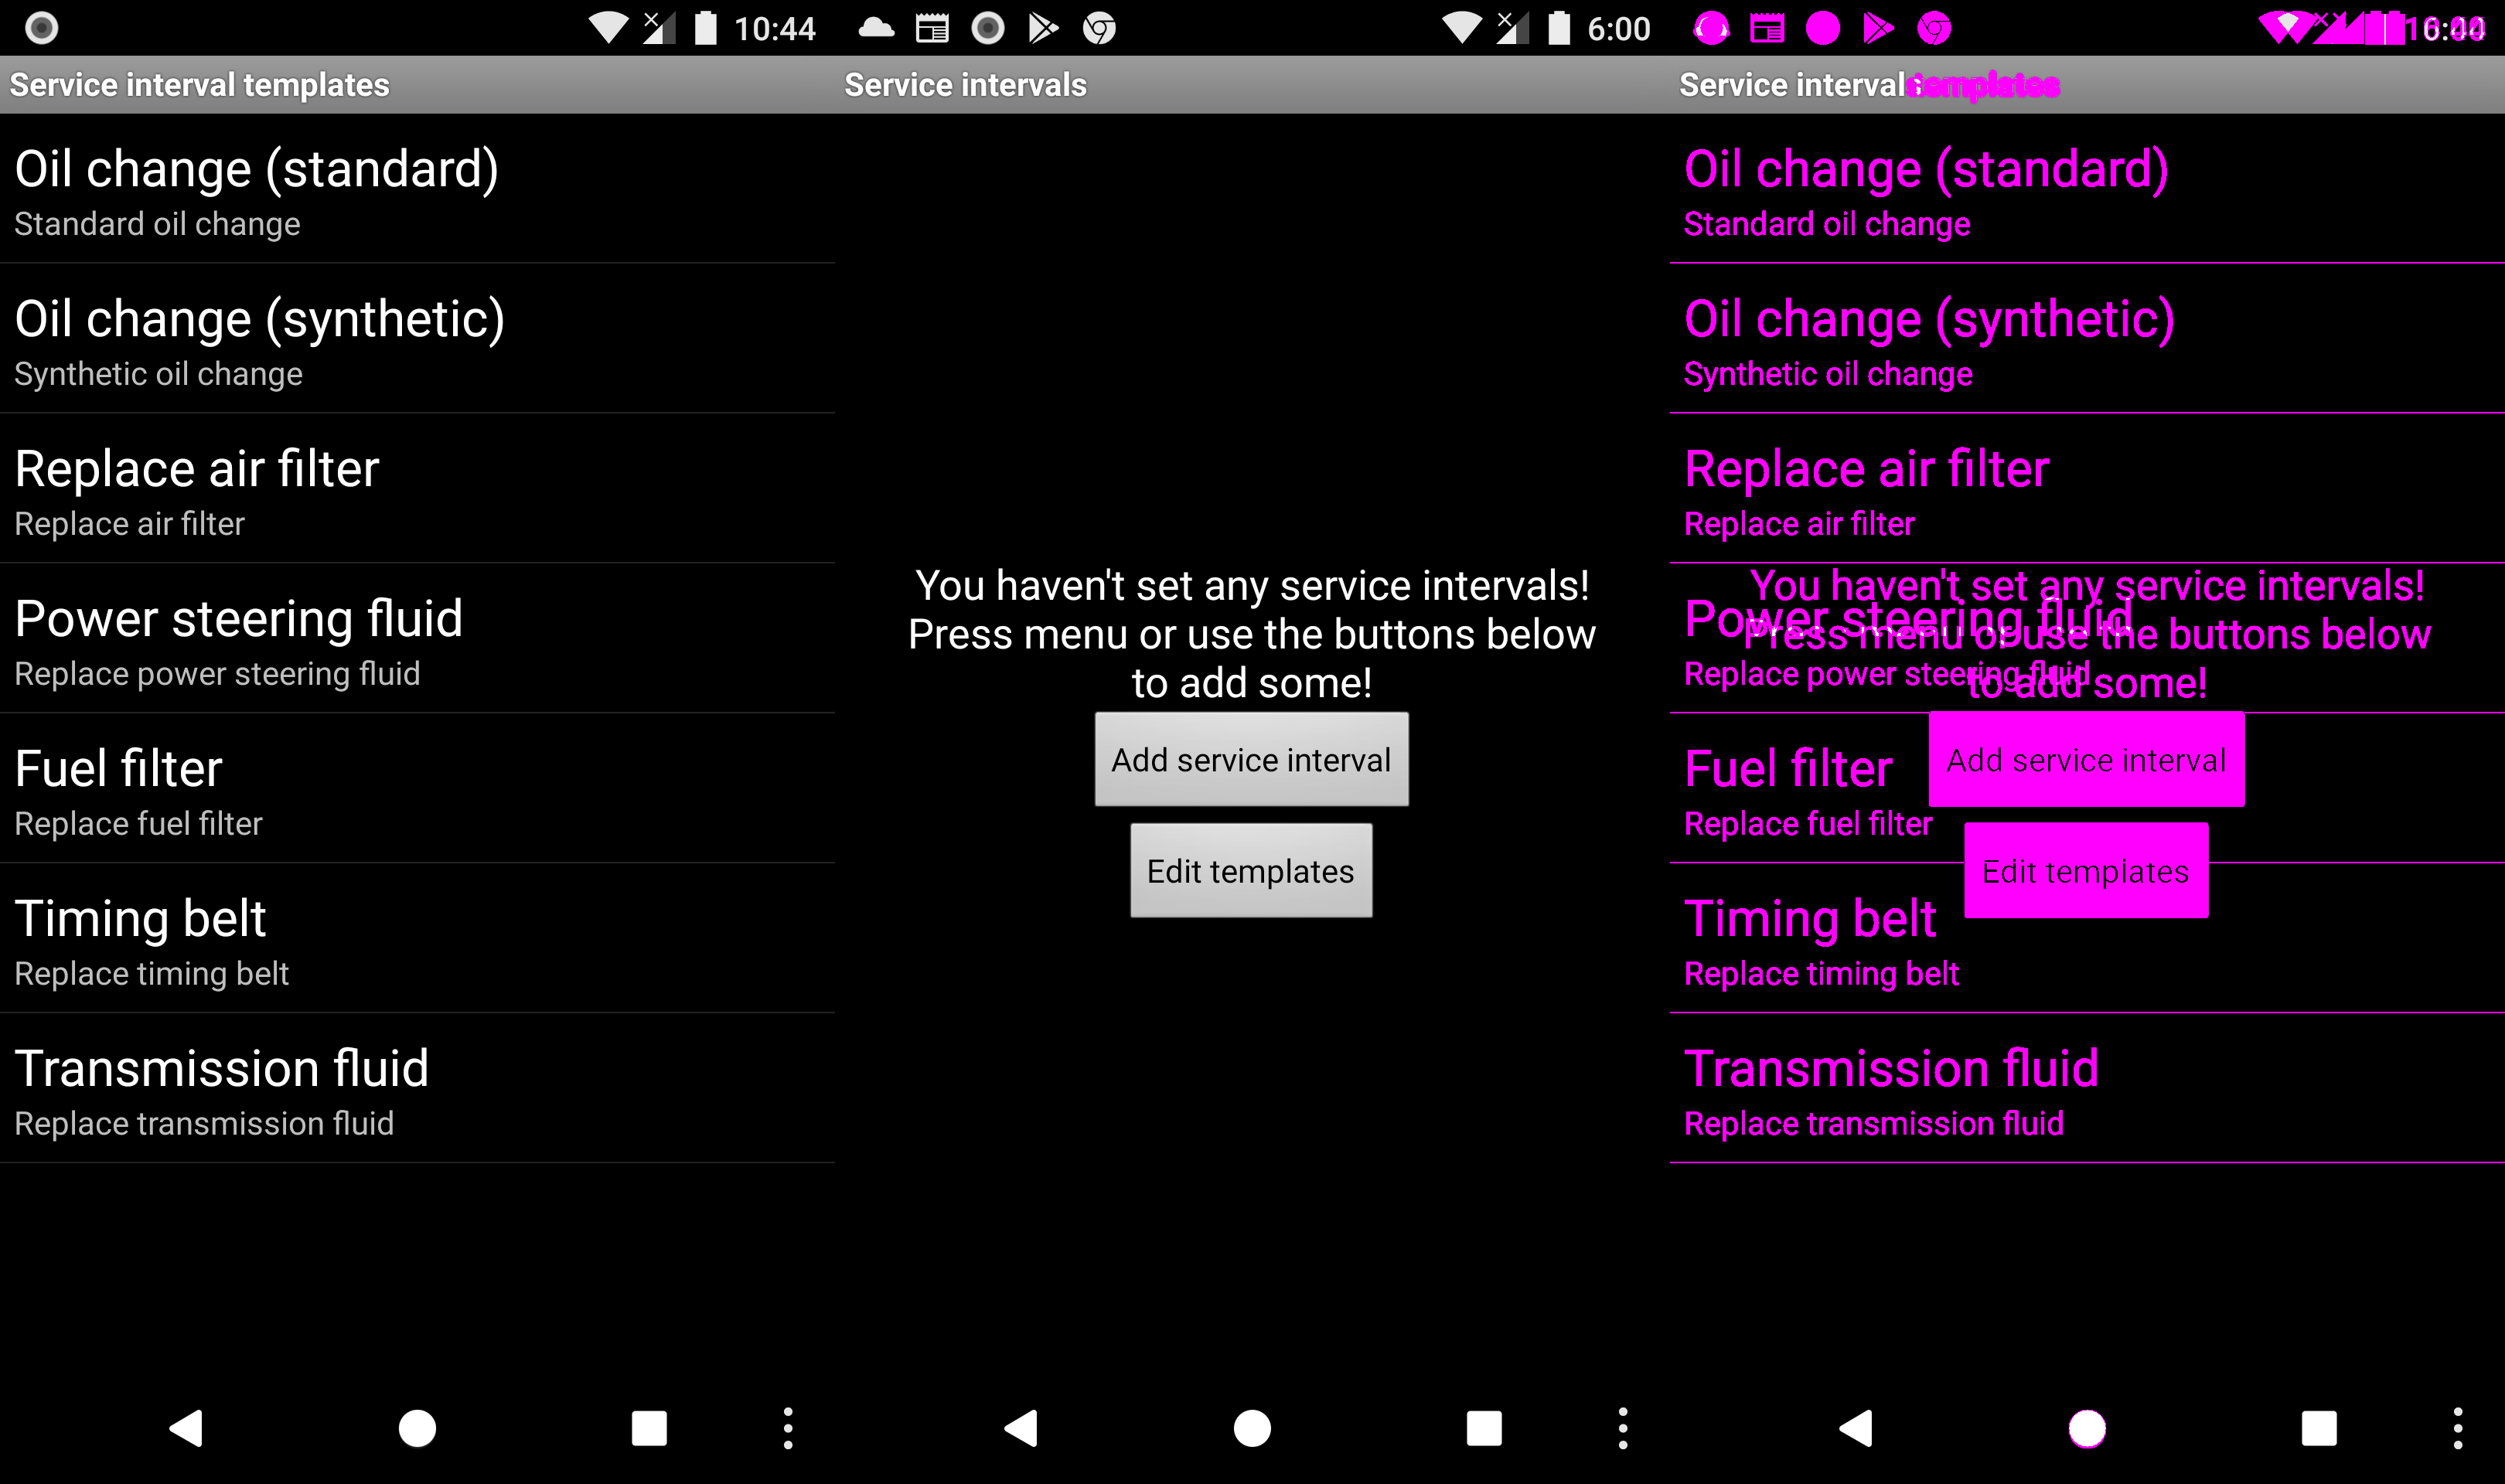 10:44
Service interval templates
Oil change (standard)
Standard oil change
Oil change (synthetic)
Synthetic oil change
Replace air filter
Replace air filter
Power steering fluid
Replace power steering fluid
Fuel filter
Replace fuel filter
Timing belt
Replace timing belt
Transmission fluid
Replace transmission fluid
6:00
Service intervals
You haven't set any service intervals!
Press menu or use the buttons below
to add some!
Add service interval
Edit templates
Service interval templates
Oil change (standard)
Standard oil change
Oil change (synthetic)
Synthetic oil change
Replace air filter
Replace air filter
You haven't set any service intervals!
Power steering fluid
Press menu or use the buttons below
Replace power steering fluid
to add some!
Fuel filter
Add service interval
Replace fuel filter
Edit templates
Timing belt
Replace timing belt
Transmission fluid
Replace transmission fluid